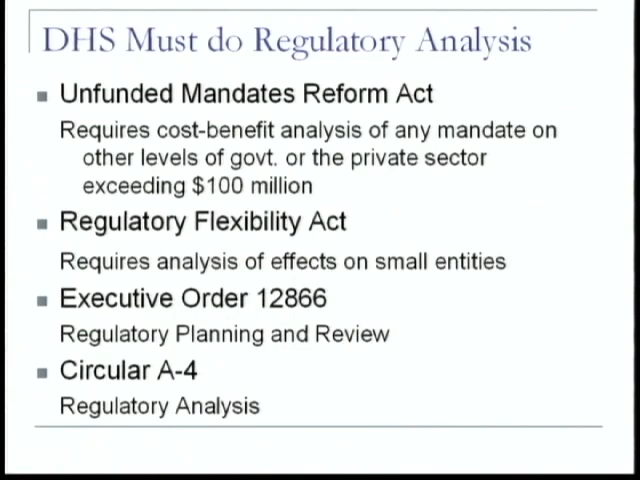 DHS Must do Regulatory Analysis
Unfunded Mandates Reform Act
Requires cost-benefit analysis of any mandate on
other levels of govt. or the private sector
exceeding $100 million
Regulatory Flexibility Act
Requires analysis of effects on small entities
Executive Order 12866
Regulatory Planning and Review
Circular A-4
Regulatory Analysis